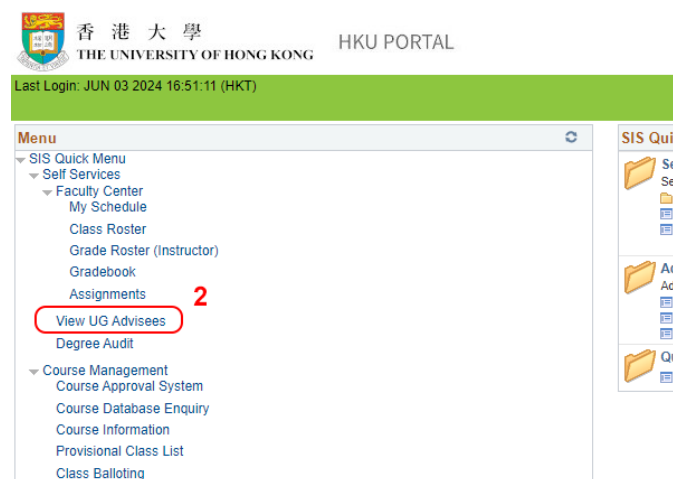 香 港 大 學
THE UNIVERSITY OF HONG KONG
HKU PORTAL
Last Login: JUN 03 2024 16:51:11 (HKT)
Menu
SIS Quick Menu
Self Services
Faculty Center
My Schedule
Class Roster
Grade Roster (Instructor)
Gradebook
Assignments
2
View UG Advisees
Degree Audit
Course Management
Course Approval System
Course Database Enquiry
Course Information
Provisional Class List
Class Balloting
SIS